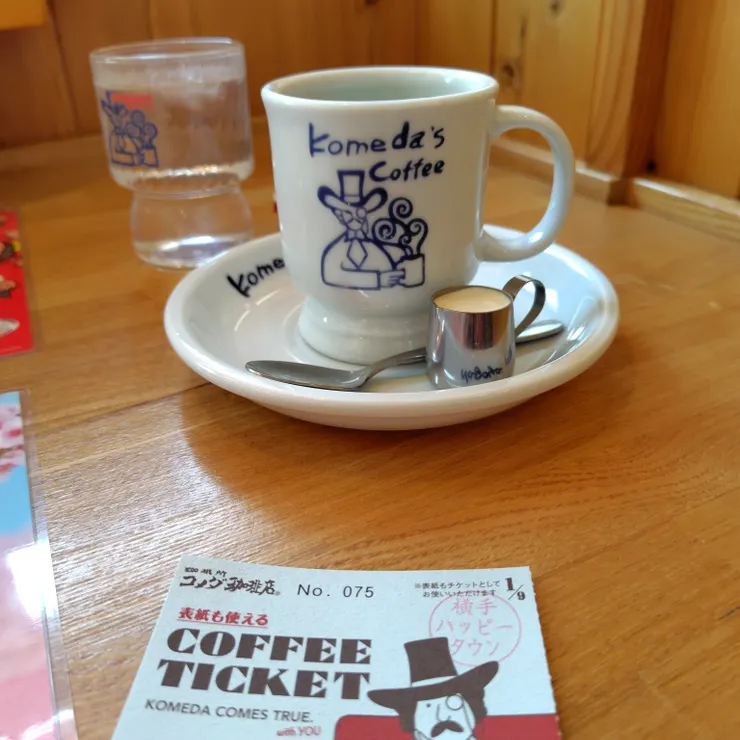 Komeda's
Coffee
Kome
珈琲所
コメダ珈琲店®
No. 075
※表紙もチケットとして
お使いいただけます
1/9
表紙も使える
横手
ハッピー
タウン
COFFEE
TICKET
KOMEDA COMES TRUE.
with YOU